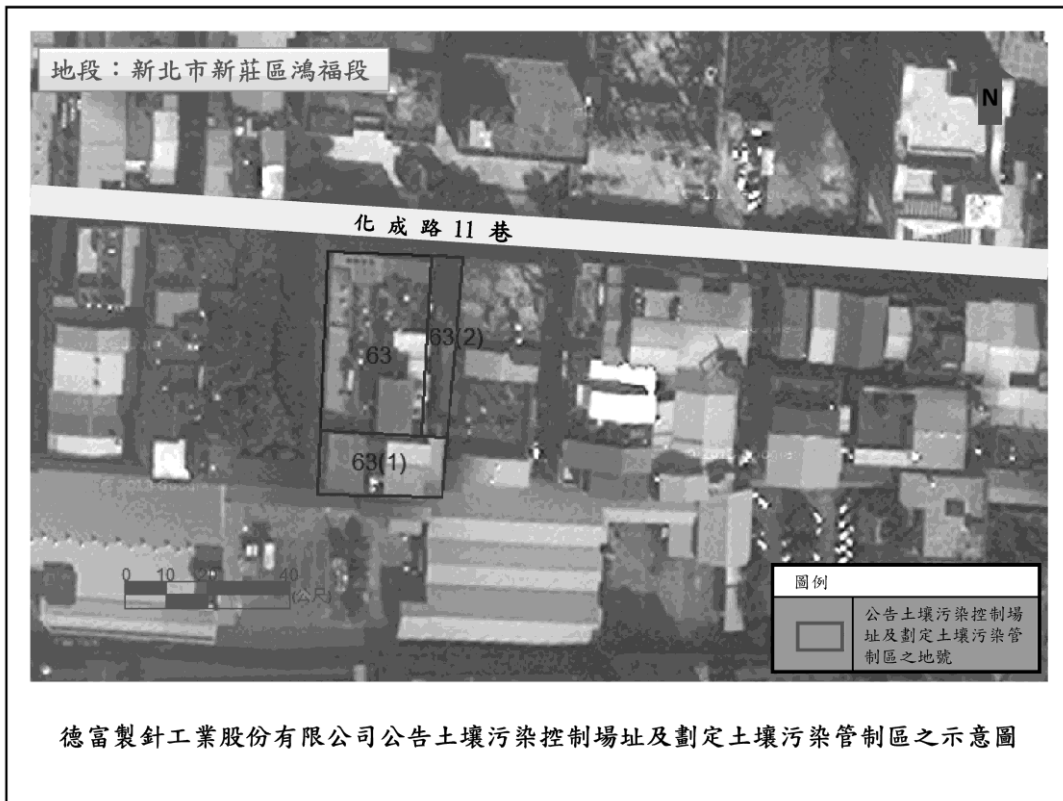 地段：新北市新莊區鴻福段
N
化成路11巷
63
63(2)
63(1)
0 10 20 40
(公尺)
圖例
公告土壤污染控制場
址及劃定土壤污染管
制區之地號
德富製針工業股份有限公司公告土壤污染控制場址及劃定土壤污染管制區之示意圖